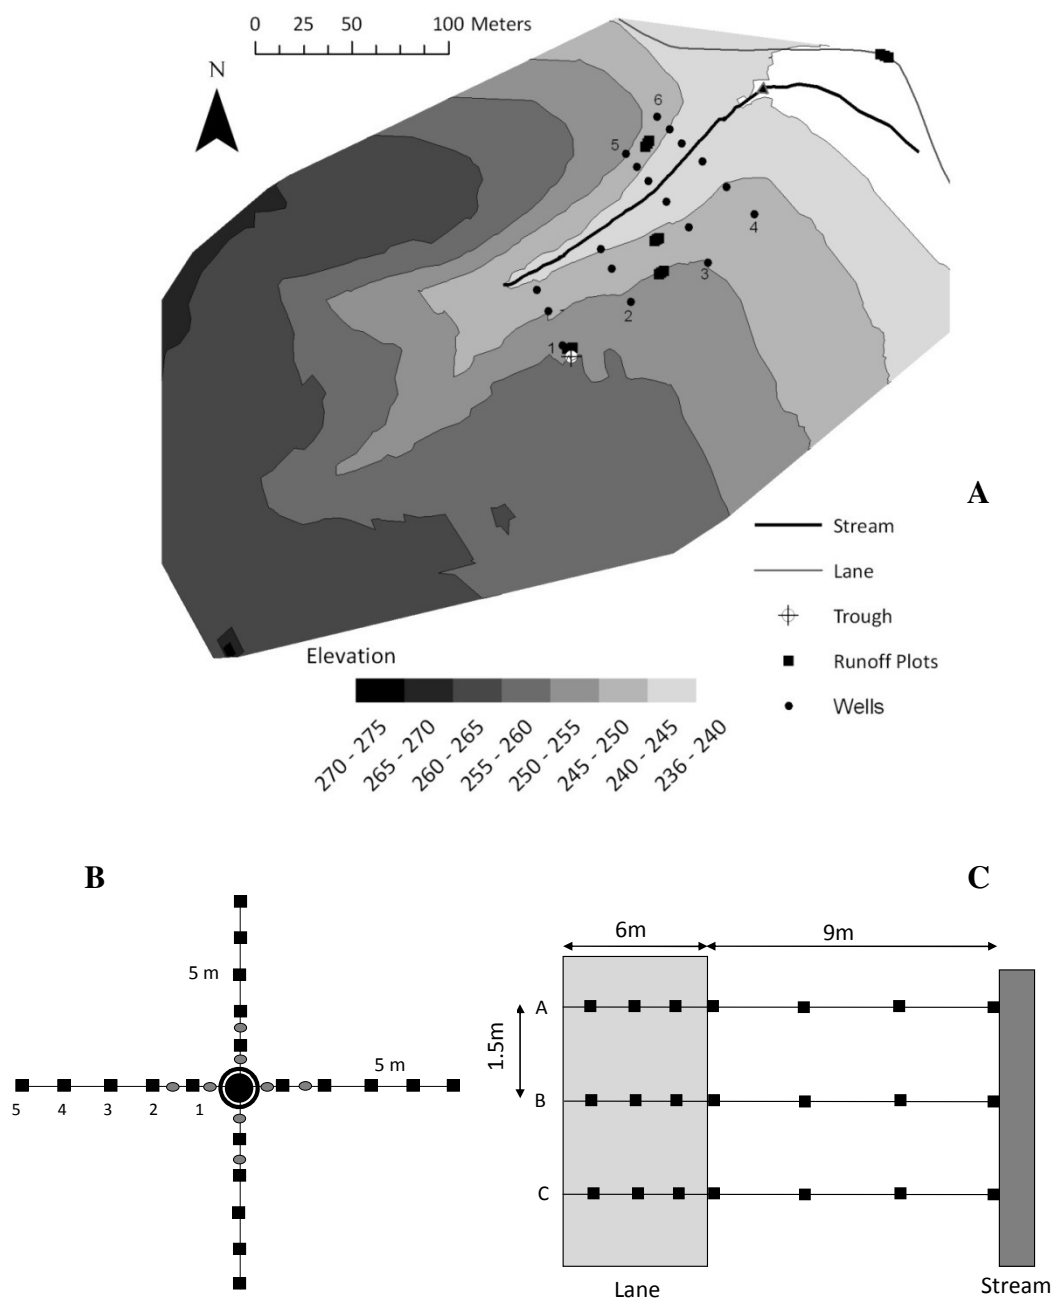 0 25 50 100 Meters
N
6
5
4
3
2
1
A
Stream
Lane
Trough
Runoff Plots
Wells
Elevation
270 - 275
265 - 270
260 - 265
255 - 260
250 - 255
245 - 250
240 - 245
236 - 240
B
5 m
5 m
5 4 3 2 1
C
6m 9m
A
1.5m
B
C
Lane
Stream